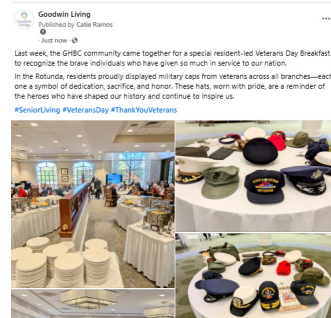 Goodwin Living
Published by Catie Ramos
· Just now ·
Last week, the GHBC community came together for a special resident-led Veterans Day Breakfast
to recognize the brave individuals who have given so much in service to our nation.
In the Rotunda, residents proudly displayed military caps from veterans across all branches—each
one a symbol of dedication, sacrifice, and honor. These hats, worn with pride, are a reminder of
the heroes who have shaped our history and continue to inspire us.
#SeniorLiving #VeteransDay #ThankYouVeterans